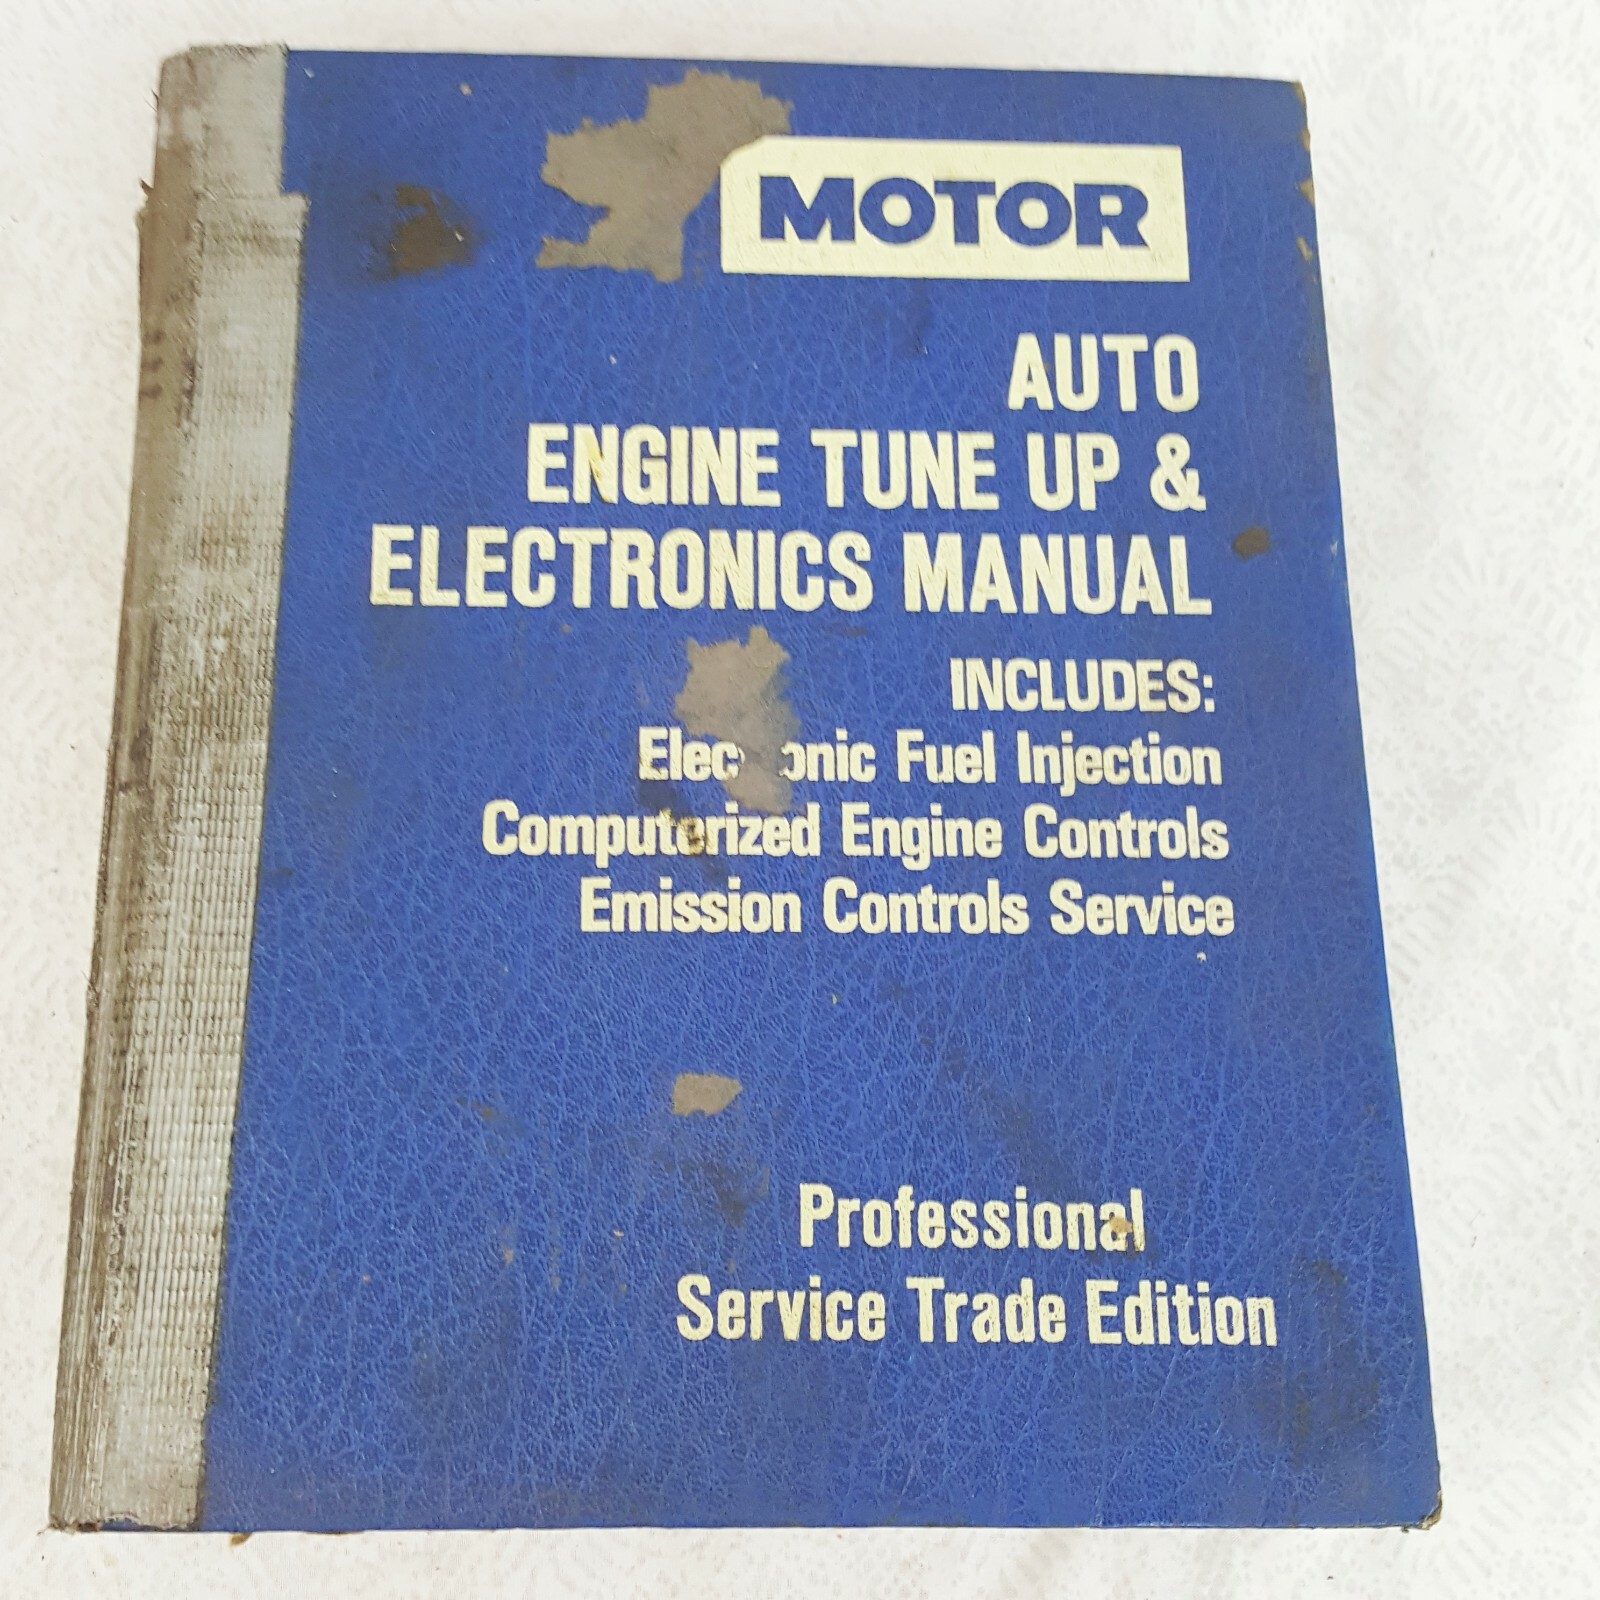 MOTOR
AUTO
ENGINE TUNE UP &
ELECTRONICS MANUAL
INCLUDES:
Fuel Injection
Computerized Engine Controls
Emission Controls Service
Professional
Service Trade Edition